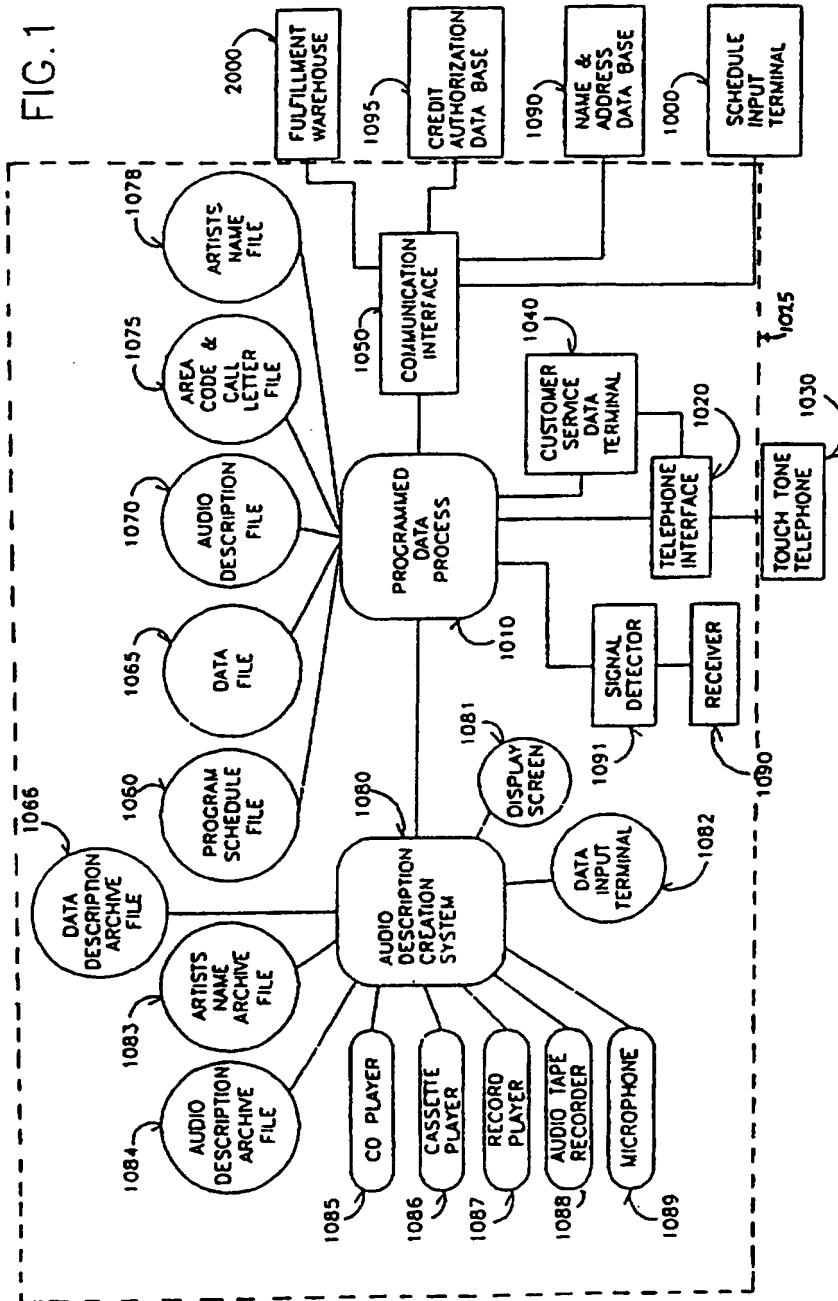 FIG. 1
2000
FULFILLMENT
WAREHOUSE
1095
CREDIT
AUTHORIZATION
DATA BASE
1090
NAME &
ADDRESS
DATA BASE
1000
SCHEDULE
INPUT
TERMINAL
1078
ARTISTS
NAME
FILE
1075
AREA
CODE &
CALL
LETTER
FILE
1070
AUDIO
DESCRIPTION
FILE
1065
DATA
FILE
1060
PROGRAM
SCHEDULE
FILE
1066
DATA
DESCRIPTION
ARCHIVE
FILE
1083
ARTISTS
NAME
ARCHIVE
FILE
1084
AUDIO
DESCRIPTION
ARCHIVE
FILE
1050
COMMUNICATION
INTERFACE
1025
1040
CUSTOMER
SERVICE
DATA
TERMINAL
1020
TELEPHONE
INTERFACE
1030
TOUCH TONE
TELEPHONE
PROGRAMMED
DATA
PROCESS
1010
SIGNAL
DETECTOR
1091
RECEIVER
1090
1080
AUDIO
DESCRIPTION
CREATION
SYSTEM
1081
DISPLAY
SCREEN
DATA
INPUT
TERMINAL
1082
CD PLAYER
1085
CASSETTE
PLAYER
1086
RECORD
PLAYER
1087
AUDIO TAPE
RECORDER
1088
MICROPHONE
1089